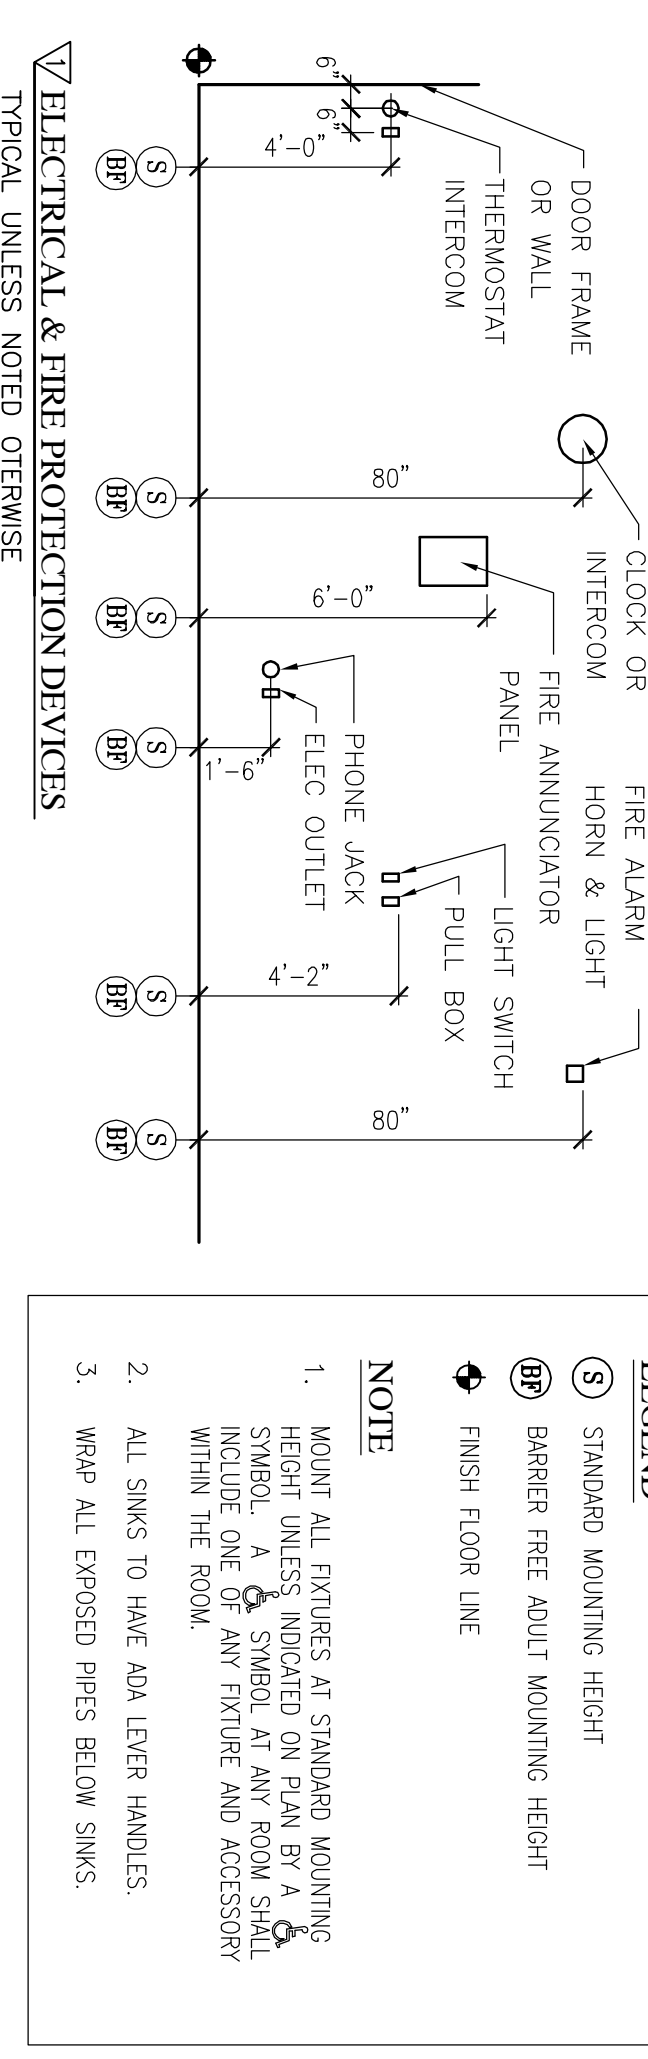 DOOR FRAME
OR WALL
THERMOSTAT
INTERCOM
6"
6"
4'-0"
CLOCK OR
INTERCOM
80"
FIRE ANNUNCIATOR
PANEL
6'-0"
PHONE JACK
ELEC OUTLET
1'-6"
FIRE ALARM
HORN & LIGHT
LIGHT SWITCH
PULL BOX
4'-2"
80"
S S S S S S
BF BF BF BF BF BF
1 ELECTRICAL & FIRE PROTECTION DEVICES
TYPICAL UNLESS NOTED OTERWISE
LEGEND
S STANDARD MOUNTING HEIGHT
BF BARRIER FREE ADULT MOUNTING HEIGHT
FINISH FLOOR LINE
NOTE
1. MOUNT ALL FIXTURES AT STANDARD MOUNTING
HEIGHT UNLESS INDICATED ON PLAN BY A
SYMBOL. A SYMBOL AT ANY ROOM SHALL
INCLUDE ONE OF ANY FIXTURE AND ACCESSORY
WITHIN THE ROOM.
2. ALL SINKS TO HAVE ADA LEVER HANDLES.
3. WRAP ALL EXPOSED PIPES BELOW SINKS.